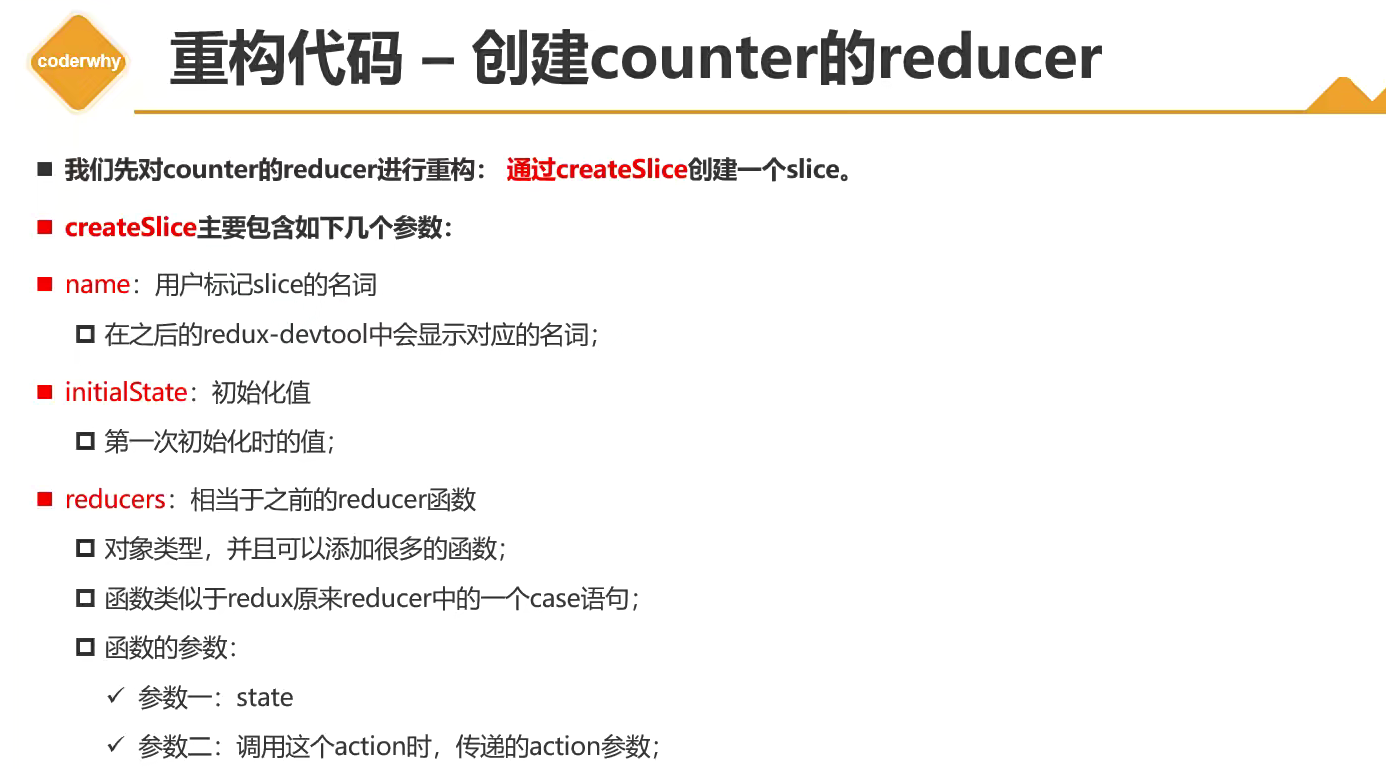 coderwhy
重构代码 – 创建counter的reducer
我们先对counter的reducer进行重构： 通过createSlice创建一个slice。
createSlice主要包含如下几个参数：
name：用户标记slice的名词
在之后的redux-devtool中会显示对应的名词；
initialState：初始化值
第一次初始化时的值；
reducers：相当于之前的reducer函数
对象类型，并且可以添加很多的函数；
函数类似于redux原来reducer中的一个case语句；
函数的参数：
参数一：state
参数二：调用这个action时，传递的action参数；